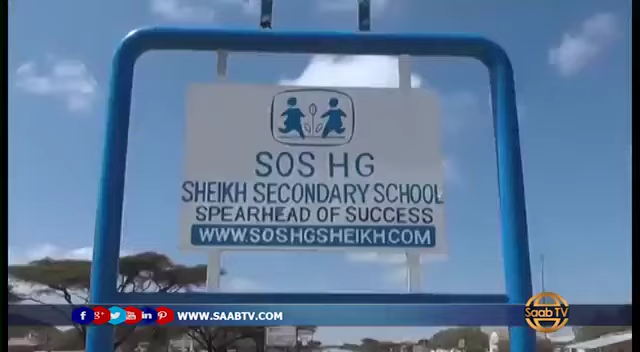 SOS HG
SHEIKH SECONDARY SCHOOL
SPEARHEAD OF SUCCESS
WWW.SOSHGSHEIKH.COM
WWW.SAABTV.COM
Saab TV